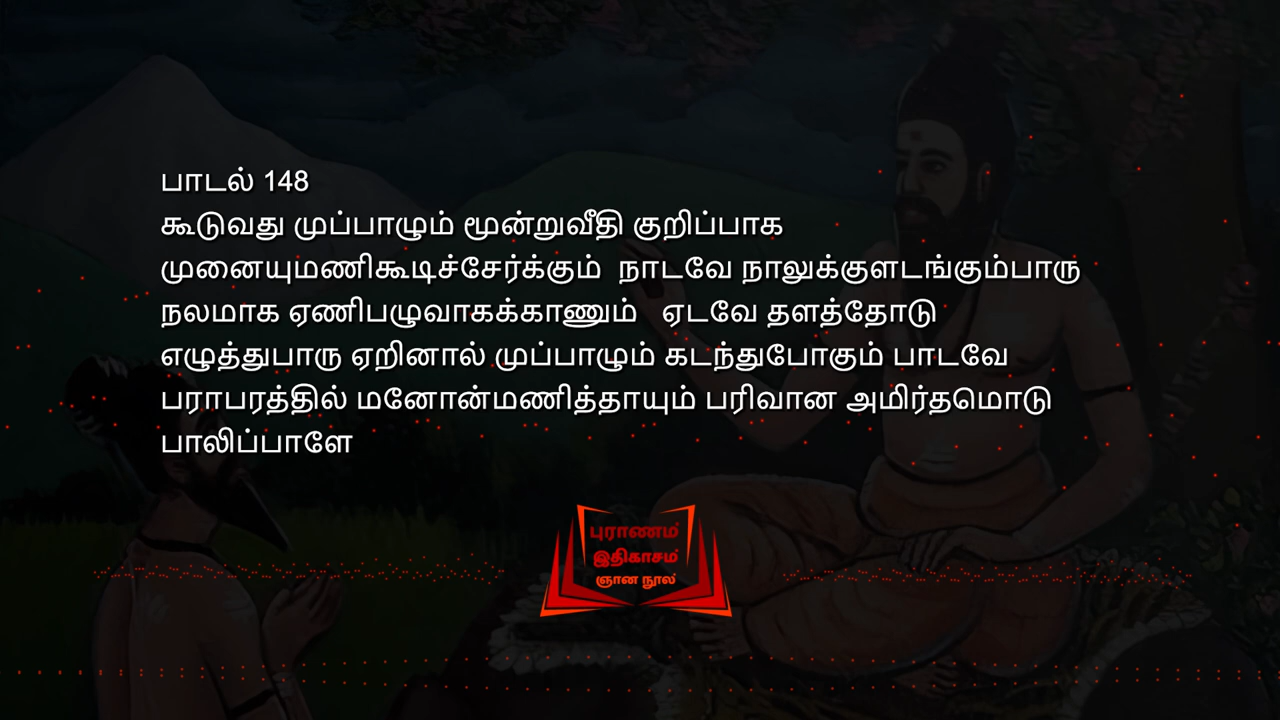 பாடல் 148
கூடுவது முப்பாழும் மூன்றுவீதி குறிப்பாக
முனையுமணிகூடிச்சேர்க்கும் நாடவே நாலுக்குளடங்கும்பாரு
நலமாக ஏணிபழுவாகக்காணும் ஏடவே தளத்தோடு
எழுத்துபாரு ஏறினால் முப்பாழும் கடந்துபோகும் பாடவே
பராபரத்தில் மனோன்மணித்தாயும் பரிவான அமிர்தமொடு
பாலிப்பாளே
புராணம்
இதிகாசம்
ஞான நூல்